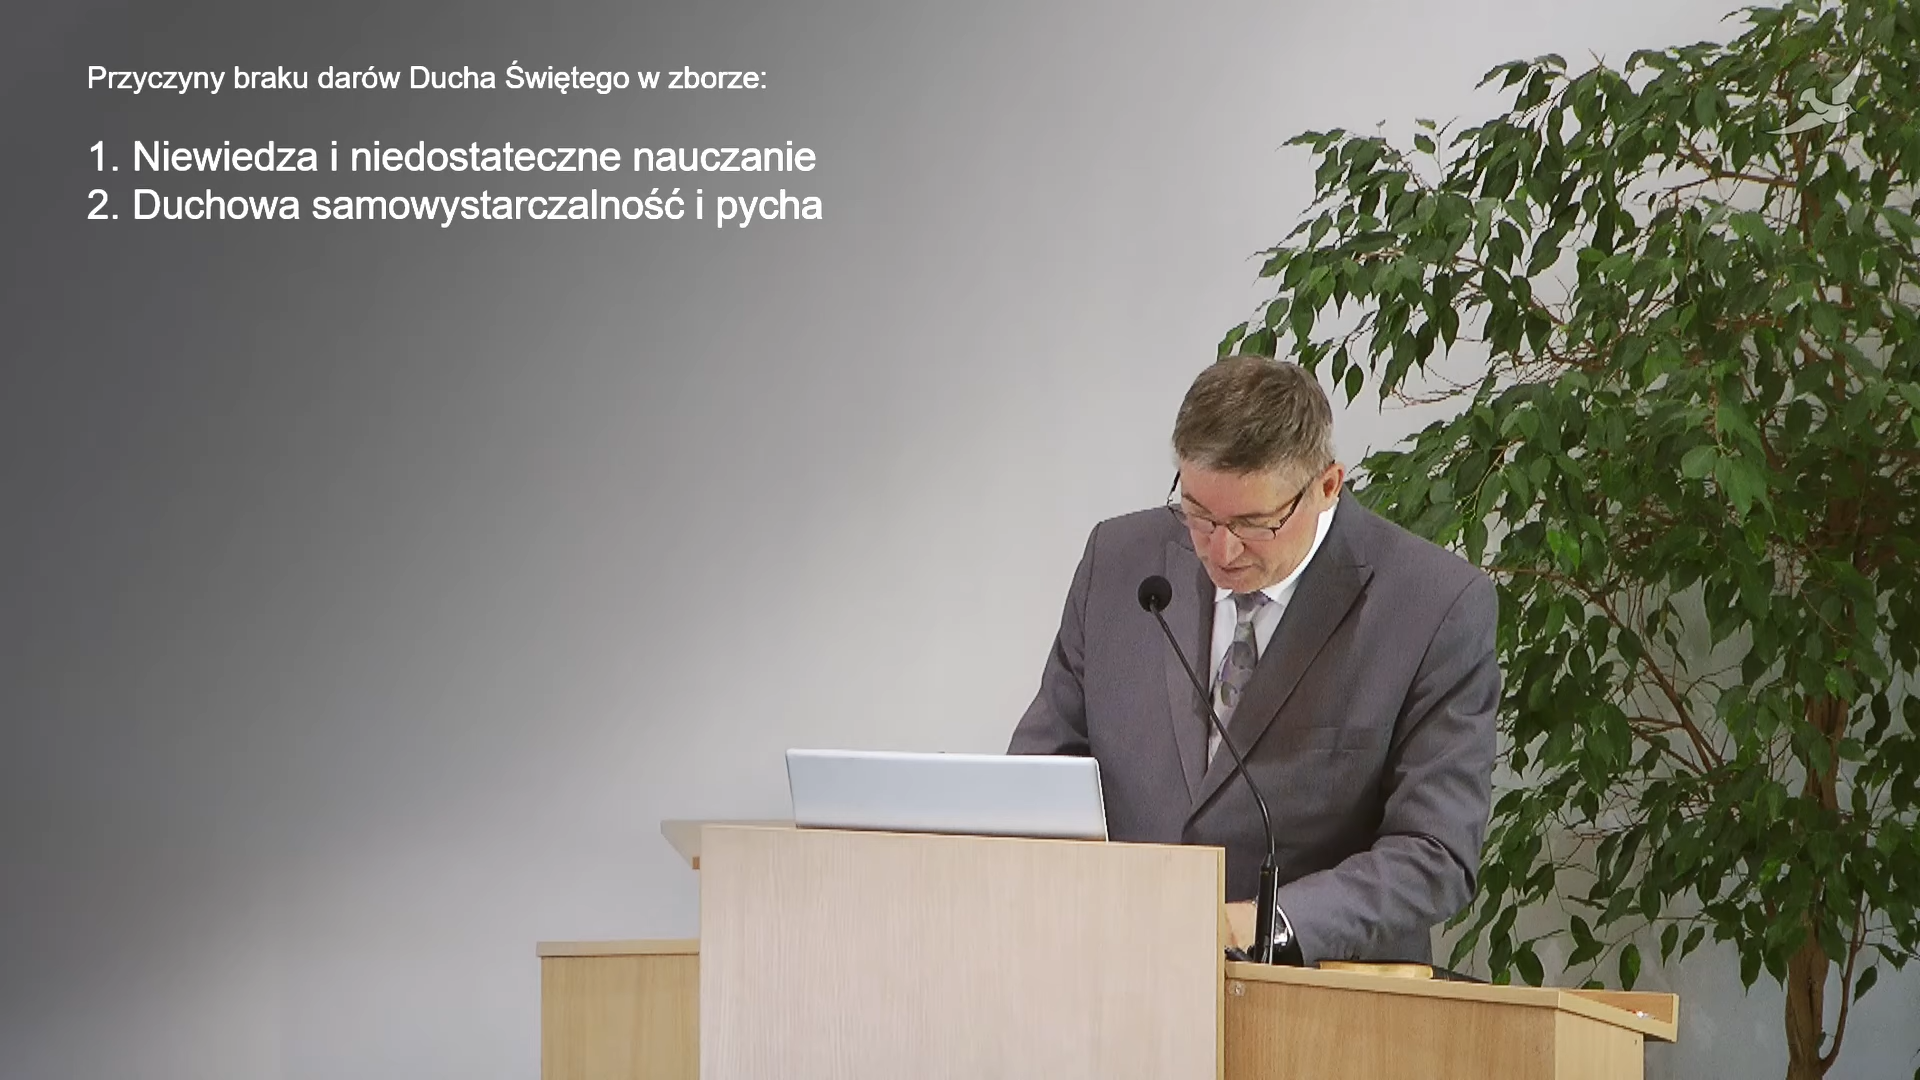 Przyczyny braku darów Ducha Świętego w zborze:
1. Niewiedza i niedostateczne nauczanie
2. Duchowa samowystarczalność i pycha